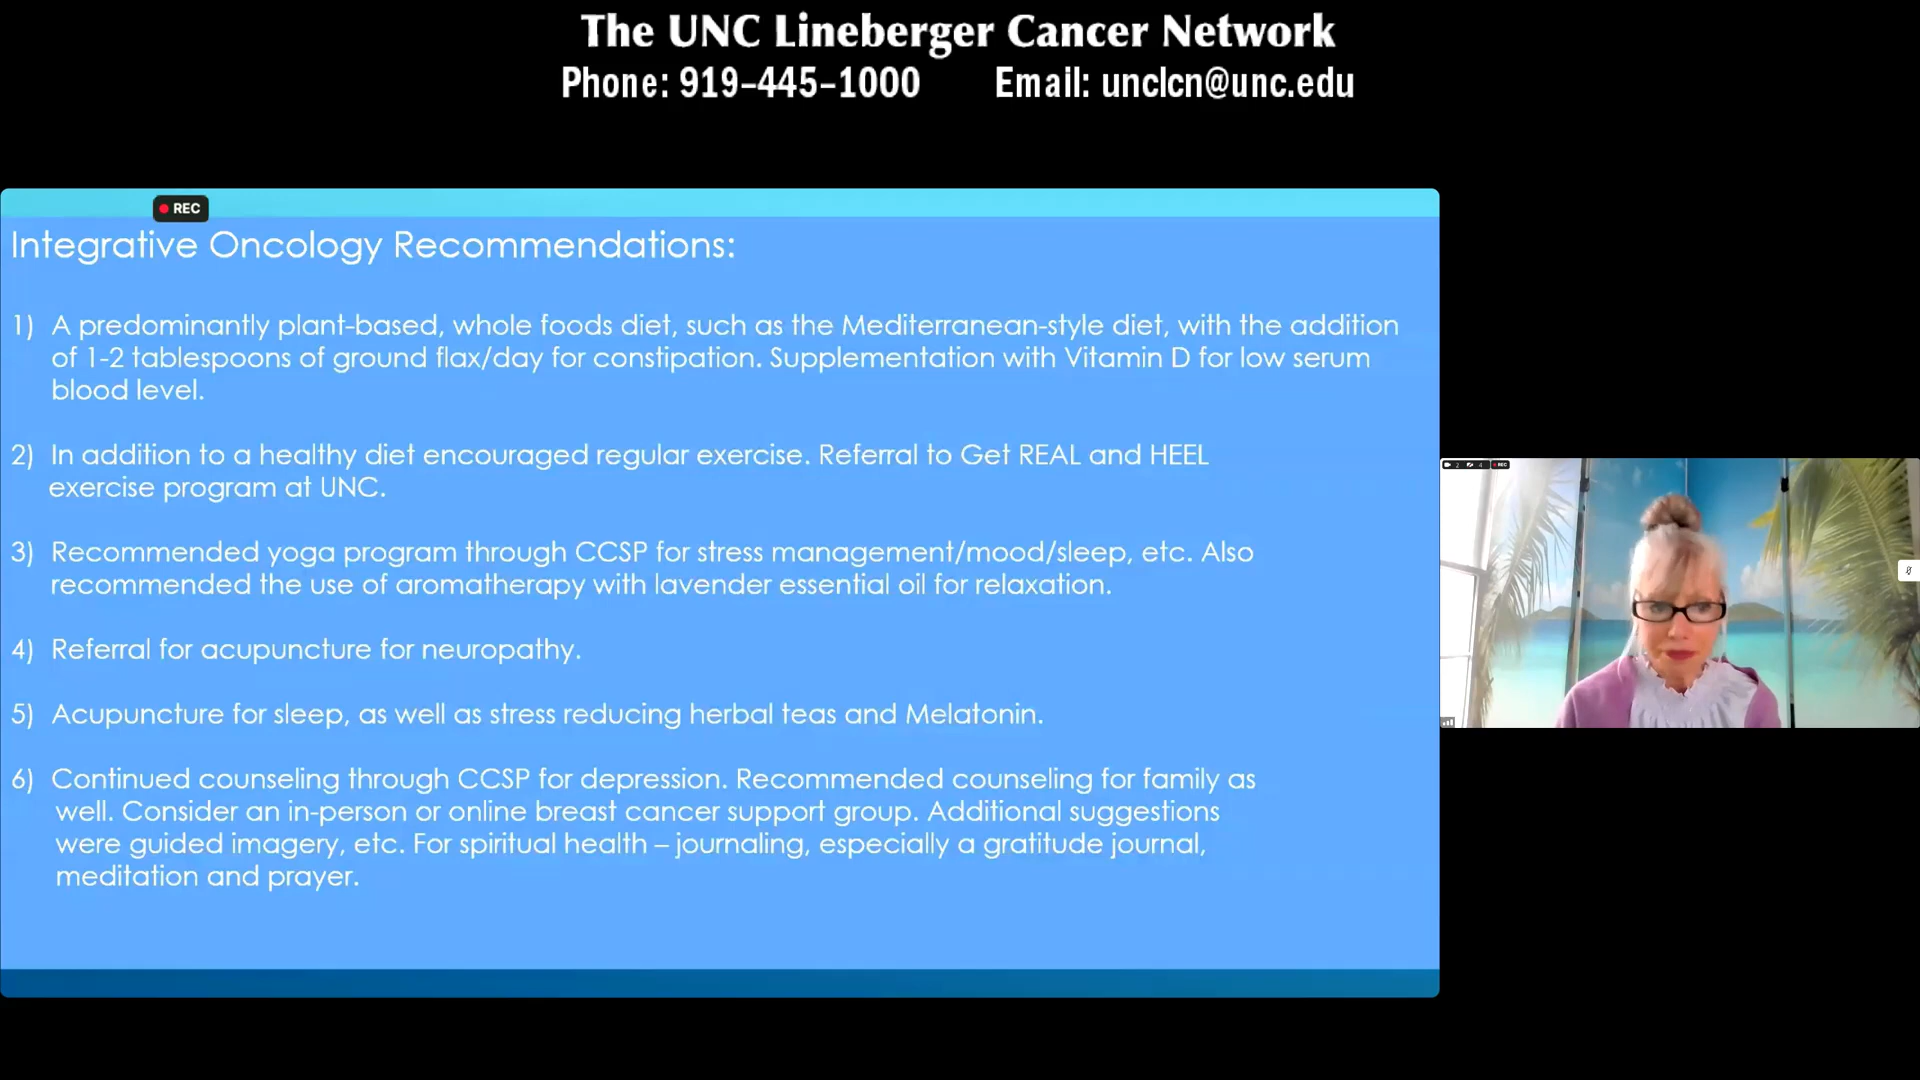 The UNC Lineberger Cancer Network
Phone: 919-445-1000 Email: unclcn@unc.edu
REC
Integrative Oncology Recommendations:
1) A predominantly plant-based, whole foods diet, such as the Mediterranean-style diet, with the addition
of 1-2 tablespoons of ground flax/day for constipation. Supplementation with Vitamin D for low serum
blood level.
2) In addition to a healthy diet encouraged regular exercise. Referral to Get REAL and HEEL
exercise program at UNC.
3) Recommended yoga program through CCSP for stress management/mood/sleep, etc. Also
recommended the use of aromatherapy with lavender essential oil for relaxation.
4) Referral for acupuncture for neuropathy.
5) Acupuncture for sleep, as well as stress reducing herbal teas and Melatonin.
6) Continued counseling through CCSP for depression. Recommended counseling for family as
well. Consider an in-person or online breast cancer support group. Additional suggestions
were guided imagery, etc. For spiritual health – journaling, especially a gratitude journal,
meditation and prayer.
2 4 REC